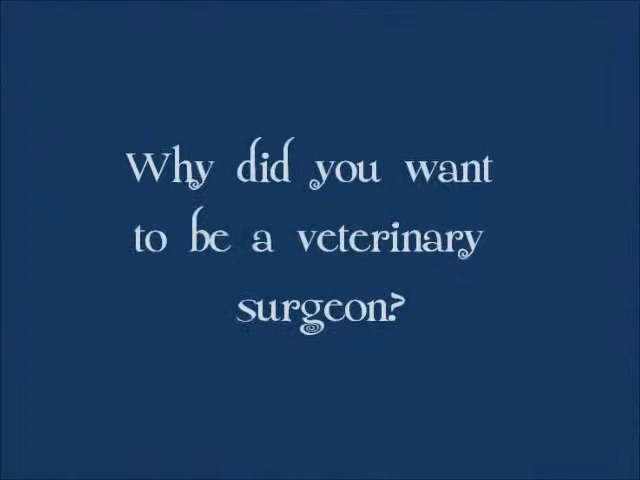 Why did you want
to be a veterinary
surgeon?